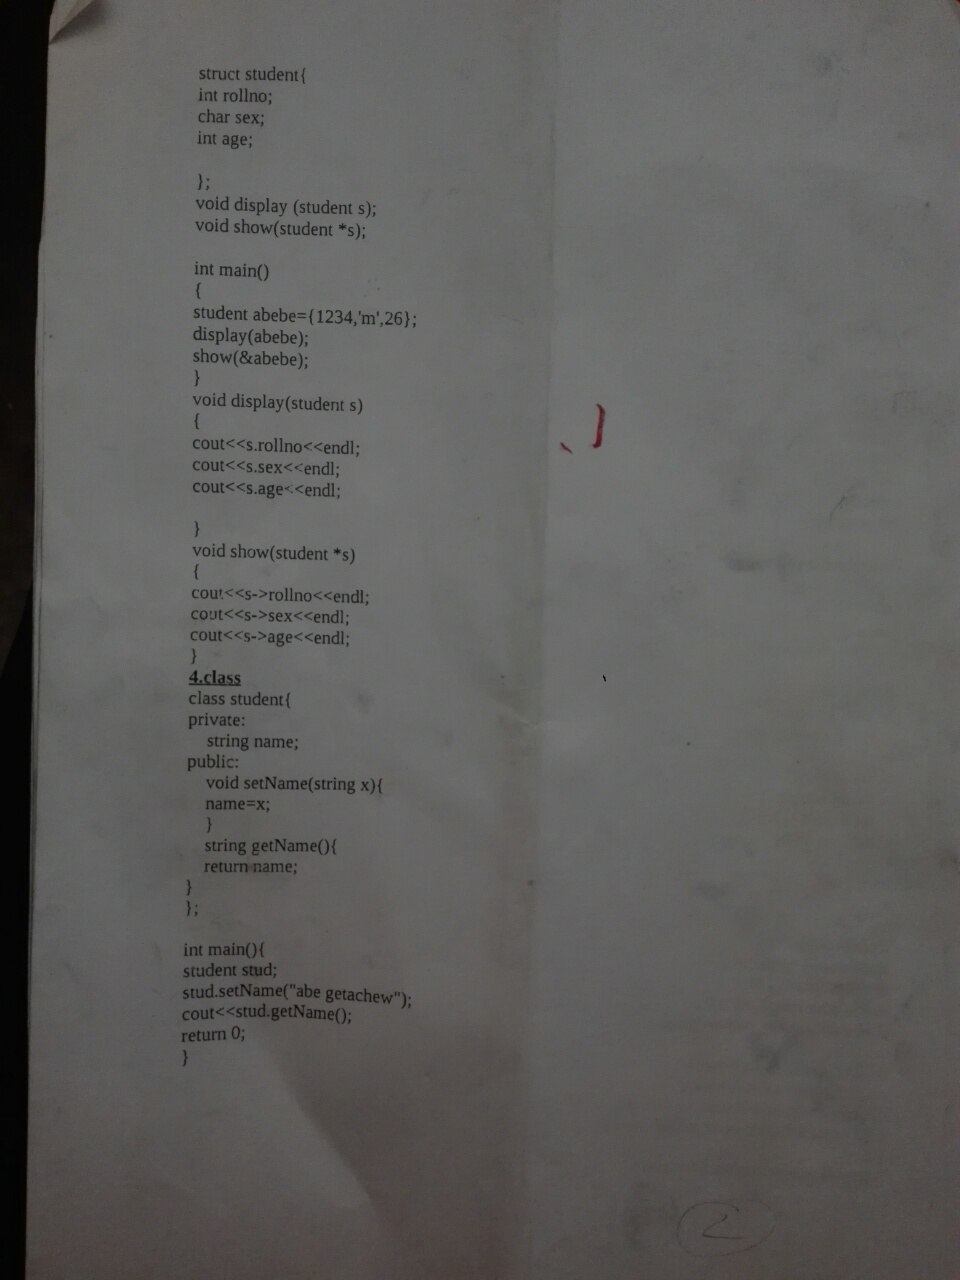 struct student{
int rollno;
char sex;
int age;
};
void display (student s);
void show(student *s);
int main()
{
student abebe={1234,'m',26};
display(abebe);
show(&abebe);
}
void display(student s)
{
cout<<s.rollno<<endl;
cout<<s.sex<<endl;
cout<<s.age<<endl;
}
void show(student *s)
{
cout<<s->rollno<<endl;
cout<<s->sex<<endl;
cout<<s->age<<endl;
}
4.class
class student{
private:
string name;
public:
void setName(string x){
name=x;
}
string getName(){
return name;
}
};
int main(){
student stud;
stud.setName("abe getachew");
cout<<stud.getName();
return 0;
}
2